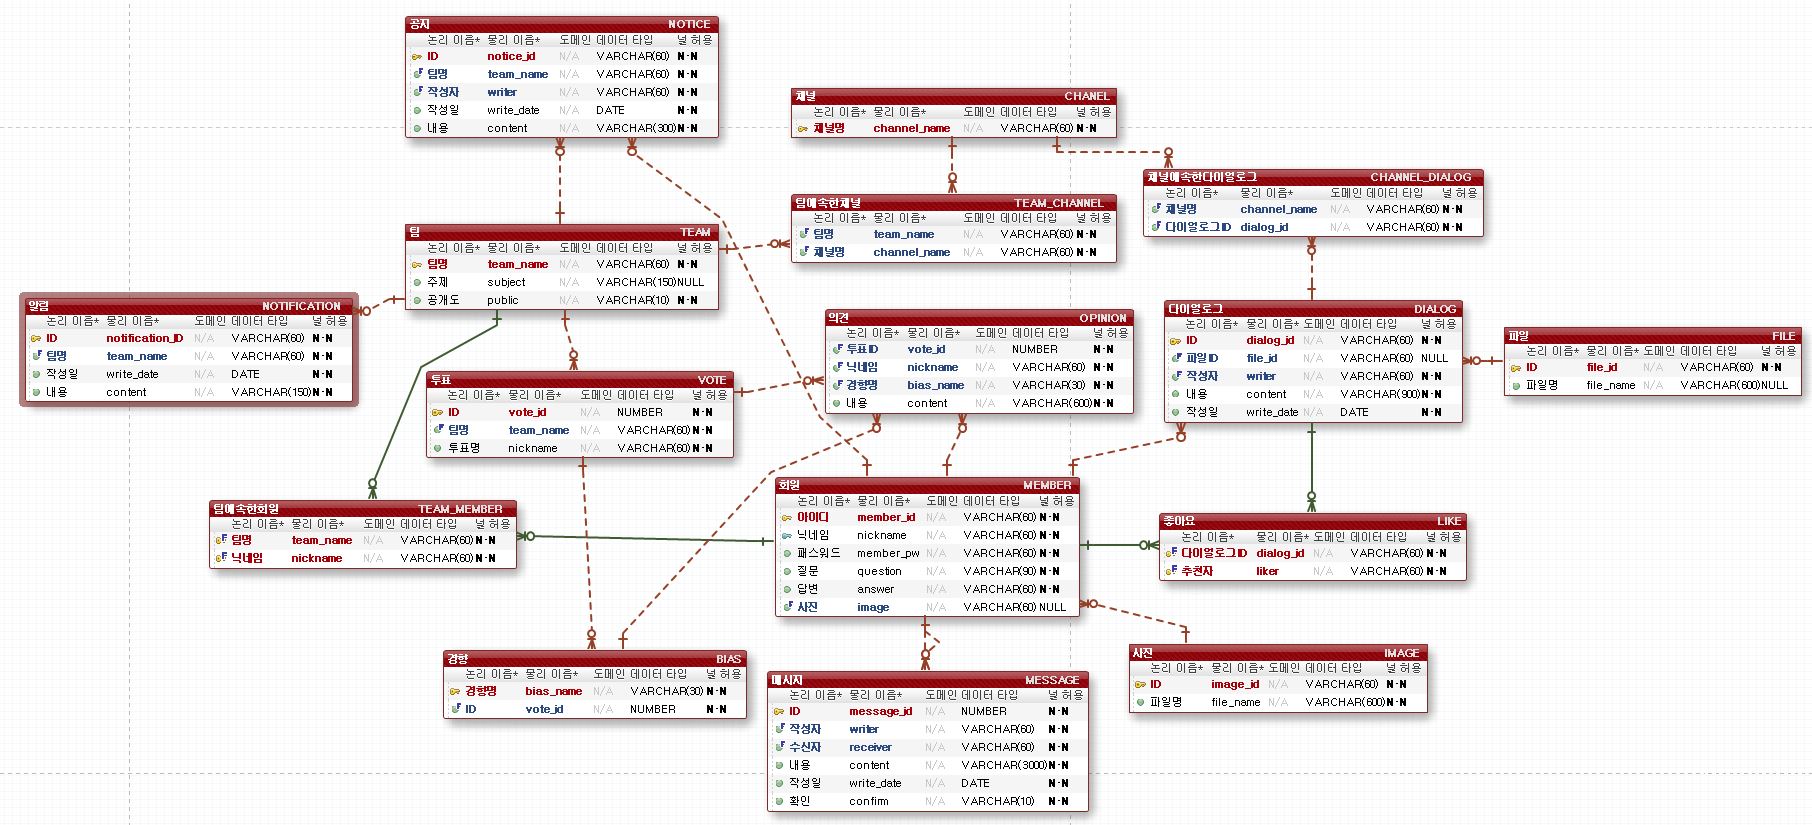 공지 NOTICE
논리 이름* 물리 이름* 도메인 데이터 타입 널 허용
ID notice_id N/A VARCHAR(60) N-N
팀명 team_name N/A VARCHAR(60) N-N
작성자 writer N/A VARCHAR(60) N-N
작성일 write_date N/A DATE N-N
내용 content N/A VARCHAR(300) N-N
채널 CHANEL
논리 이름* 물리 이름* 도메인 데이터 타입 널 허용
채널명 channel_name N/A VARCHAR(60) N-N
채널에속한다이얼로그 CHANNEL_DIALOG
논리 이름* 물리 이름* 도메인 데이터 타입 널 허용
채널명 channel_name N/A VARCHAR(60) N-N
다이얼로그ID dialog_id N/A VARCHAR(60) N-N
팀에속한채널 TEAM_CHANNEL
논리 이름* 물리 이름* 도메인 데이터 타입 널 허용
팀명 team_name N/A VARCHAR(60) N-N
채널명 channel_name N/A VARCHAR(60) N-N
팀 TEAM
논리 이름* 물리 이름* 도메인 데이터 타입 널 허용
팀명 team_name N/A VARCHAR(60) N-N
주제 subject N/A VARCHAR(150) NULL
공개도 public N/A VARCHAR(10) N-N
알림 NOTIFICATION
논리 이름* 물리 이름* 도메인 데이터 타입 널 허용
ID notification_ID N/A VARCHAR(60) N-N
팀명 team_name N/A VARCHAR(60) N-N
작성일 write_date N/A DATE N-N
내용 content N/A VARCHAR(150) N-N
의견 OPINION
논리 이름* 물리 이름* 도메인 데이터 타입 널 허용
투표ID vote_id N/A NUMBER N-N
닉네임 nickname N/A VARCHAR(60) N-N
경향명 bias_name N/A VARCHAR(30) N-N
내용 content N/A VARCHAR(600) N-N
다이얼로그 DIALOG
논리 이름* 물리 이름* 도메인 데이터 타입 널 허용
ID dialog_id N/A VARCHAR(60) N-N
파일ID file_id N/A VARCHAR(60) NULL
작성자 writer N/A VARCHAR(60) N-N
내용 content N/A VARCHAR(900) N-N
작성일 write_date N/A DATE N-N
파일 FILE
논리 이름* 물리 이름* 도메인 데이터 타입 널 허용
ID file_id N/A VARCHAR(60) N-N
파일명 file_name N/A VARCHAR(600) NULL
투표 VOTE
논리 이름* 물리 이름* 도메인 데이터 타입 널 허용
ID vote_id N/A NUMBER N-N
팀명 team_name N/A VARCHAR(60) N-N
투표명 nickname N/A VARCHAR(60) N-N
팀에속한회원 TEAM_MEMBER
논리 이름* 물리 이름* 도메인 데이터 타입 널 허용
팀명 team_name N/A VARCHAR(60) N-N
닉네임 nickname N/A VARCHAR(60) N-N
회원 MEMBER
논리 이름* 물리 이름* 도메인 데이터 타입 널 허용
아이디 member_id N/A VARCHAR(60) N-N
닉네임 nickname N/A VARCHAR(60) N-N
패스워드 member_pw N/A VARCHAR(60) N-N
질문 question N/A VARCHAR(90) N-N
답변 answer N/A VARCHAR(60) N-N
사진 image N/A VARCHAR(60) NULL
좋아요 LIKE
논리 이름* 물리 이름* 도메인 데이터 타입 널 허용
다이얼로그ID dialog_id N/A VARCHAR(60) N-N
추천자 liker N/A VARCHAR(60) N-N
경향 BIAS
논리 이름* 물리 이름* 도메인 데이터 타입 널 허용
경향명 bias_name N/A VARCHAR(30) N-N
ID vote_id N/A NUMBER N-N
메시지 MESSAGE
논리 이름* 물리 이름* 도메인 데이터 타입 널 허용
ID message_id N/A NUMBER N-N
작성자 writer N/A VARCHAR(60) N-N
수신자 receiver N/A VARCHAR(60) N-N
내용 content N/A VARCHAR(3000) N-N
작성일 write_date N/A DATE N-N
확인 confirm N/A VARCHAR(10) N-N
사진 IMAGE
논리 이름* 물리 이름* 도메인 데이터 타입 널 허용
ID image_id N/A VARCHAR(60) N-N
파일명 file_name N/A VARCHAR(600) N-N